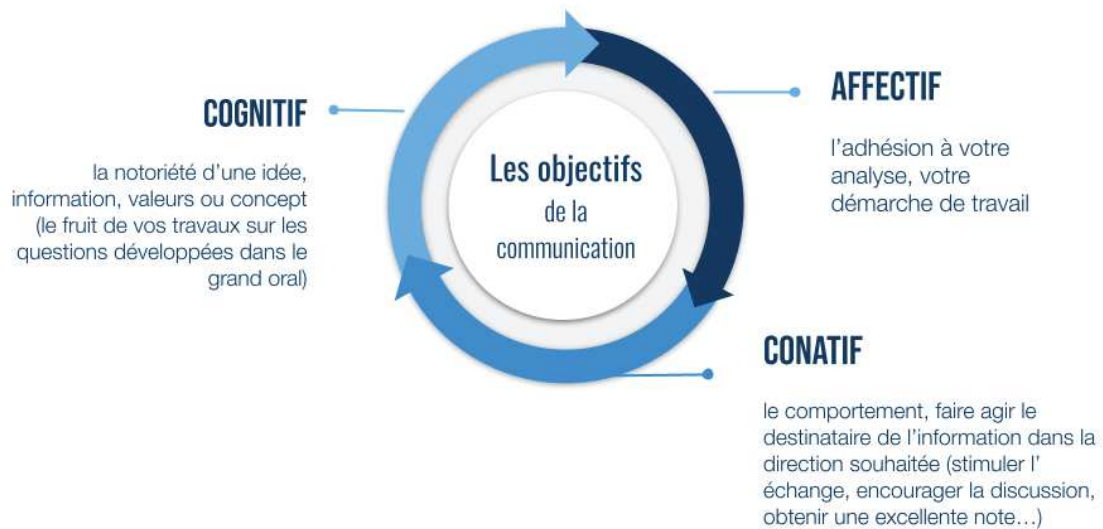 COGNITIF
la notoriété d'une idée,
information, valeurs ou concept
(le fruit de vos travaux sur les
questions développées dans le
grand oral)
Les objectifs
de la
communication
AFFECTIF
l'adhésion à votre
analyse, votre
démarche de travail
CONATIF
le comportement, faire agir le
destinataire de l'information dans la
direction souhaitée (stimuler l'
échange, encourager la discussion,
obtenir une excellente note…)